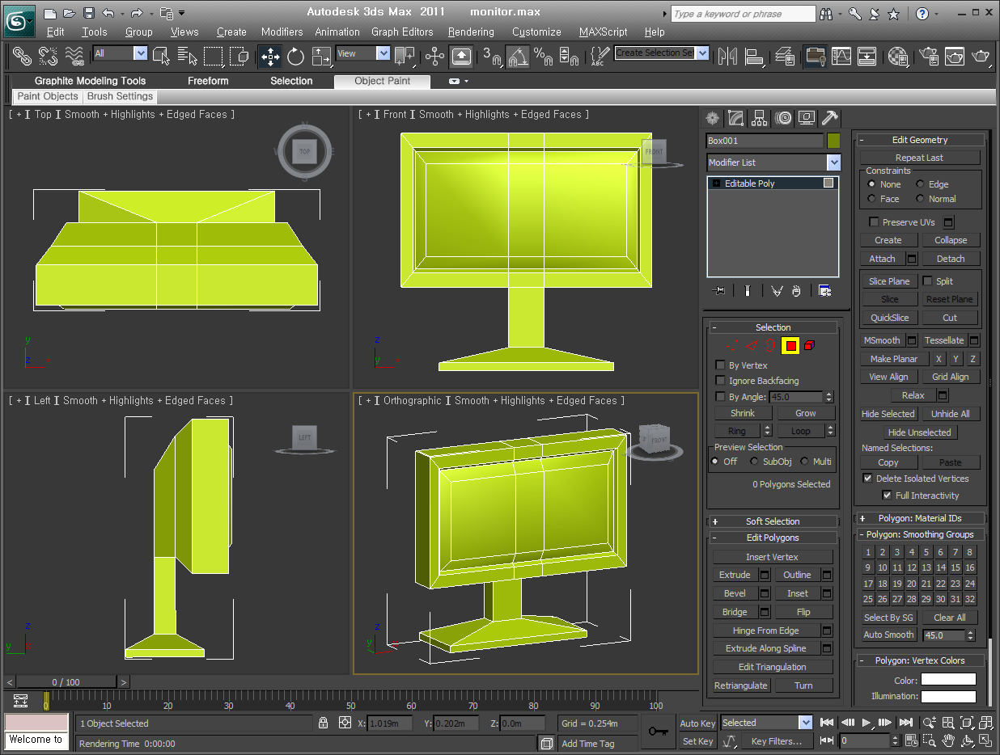 Autodesk 3ds Max 2011 monitor.max
Type a keyword or phrase
Edit Tools Group Views Create Modifiers Animation Graph Editors Rendering Customize MAXScript Help
All
View
3
%
ABC
Create Selection Se
Graphite Modeling Tools Freeform Selection Object Paint
Paint Objects Brush Settings
[ + ] Top ] Smooth + Highlights + Edged Faces ]
N
TOP
W
E
S
y
z
[ + ] Front ] Smooth + Highlights + Edged Faces ]
FRONT
z
y
[ + ] Left ] Smooth + Highlights + Edged Faces ]
LEFT
z
y
[ + ] Orthographic ] Smooth + Highlights + Edged Faces ]
FRONT
z
y
Box001
Modifier List
Editable Poly
- Selection
By Vertex
Ignore Backfacing
By Angle: 45.0
Shrink Grow
Ring Loop
Preview Selection
Off SubObj Multi
0 Polygons Selected
+ Soft Selection
- Edit Polygons
Insert Vertex
Extrude Outline
Bevel Inset
Bridge Flip
Hinge From Edge
Extrude Along Spline
Edit Triangulation
Retriangulate Turn
- Edit Geometry
Repeat Last
Constraints
None Edge
Face Normal
Preserve UVs
Create Collapse
Attach Detach
Slice Plane Split
Slice Reset Plane
QuickSlice Cut
MSmooth Tessellate
Make Planar X Y Z
View Align Grid Align
Relax
Hide Selected Unhide All
Hide Unselected
Named Selections:
Copy Paste
Delete Isolated Vertices
Full Interactivity
+ Polygon: Material IDs
- Polygon: Smoothing Groups
1 2 3 4 5 6 7 8
9 10 11 12 13 14 15 16
17 18 19 20 21 22 23 24
25 26 27 28 29 30 31 32
Select By SG Clear All
Auto Smooth 45.0
- Polygon: Vertex Colors
Color:
Illumination:
< 0 / 100 >
0 10 20 30 40 50 60 70 80 90 100
Welcome to
1 Object Selected
X: 1.019m Y: 0.202m Z: 0.0m
Grid = 0.254m
Auto Key Selected
Rendering Time 0:00:00
Add Time Tag
Set Key Key Filters...
0